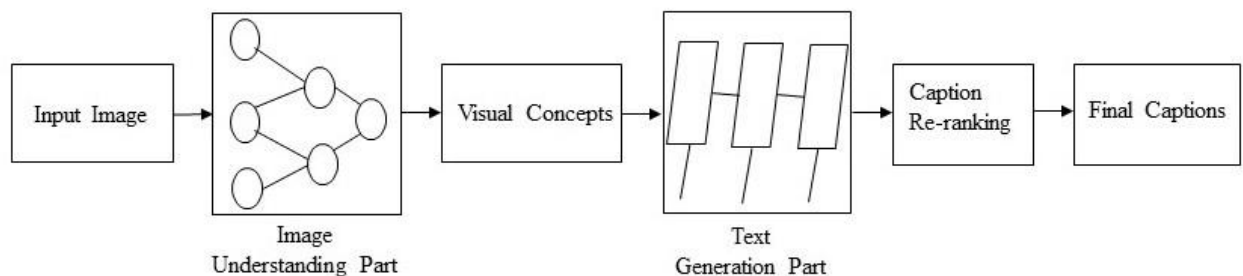 Input Image
Image
Understanding Part
Visual Concepts
Text
Generation Part
Caption
Re-ranking
Final Captions